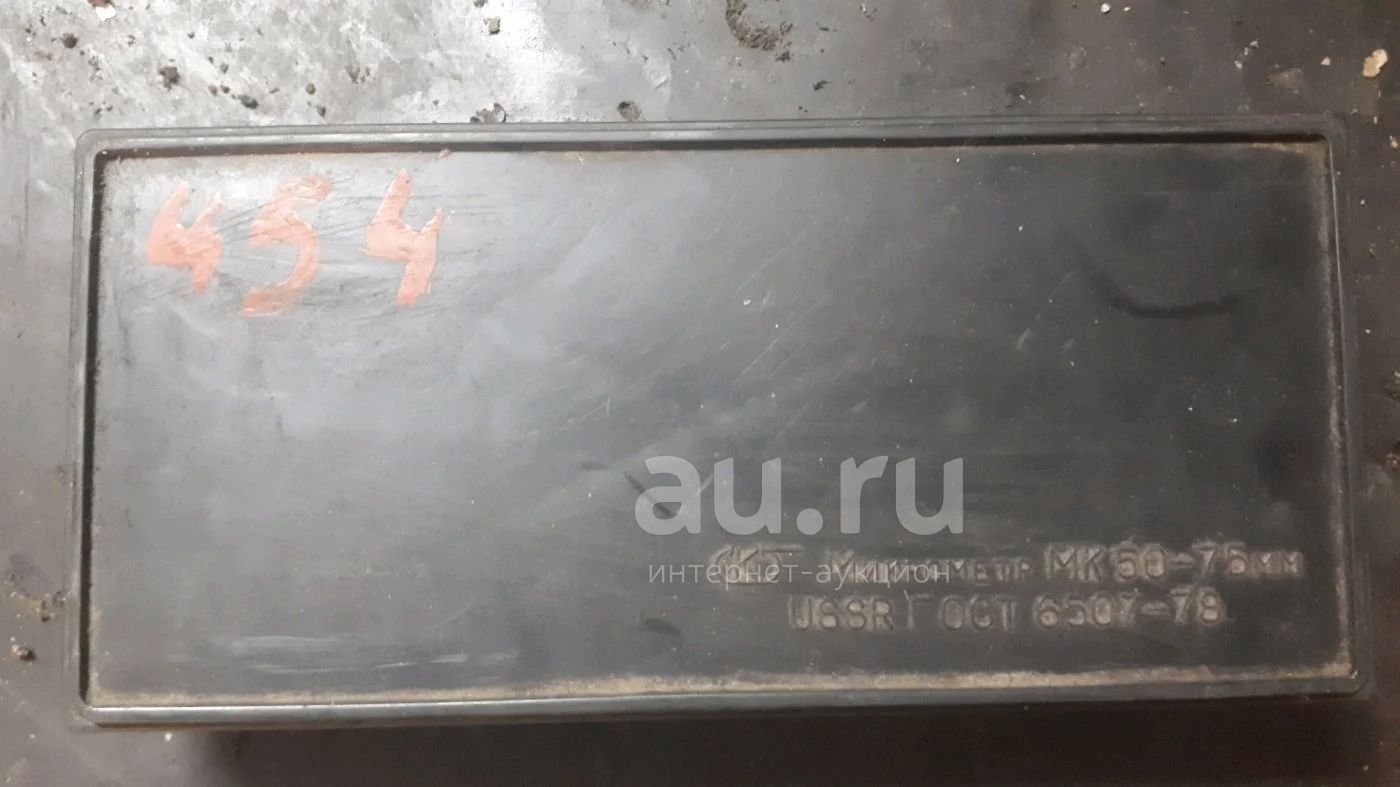 454
au.ru
интернет-аукцион
Микрометр МК 50-75мм
USSR ГОСТ 6507-78